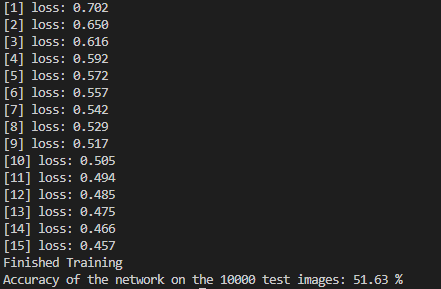 [1] loss: 0.702
[2] loss: 0.650
[3] loss: 0.616
[4] loss: 0.592
[5] loss: 0.572
[6] loss: 0.557
[7] loss: 0.542
[8] loss: 0.529
[9] loss: 0.517
[10] loss: 0.505
[11] loss: 0.494
[12] loss: 0.485
[13] loss: 0.475
[14] loss: 0.466
[15] loss: 0.457
Finished Training
Accuracy of the network on the 10000 test images: 51.63 %